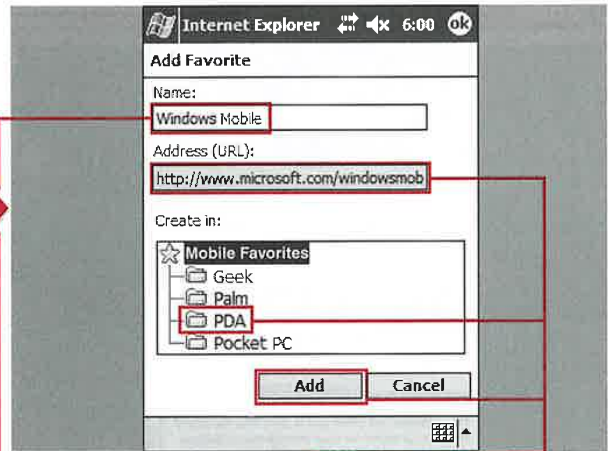 Internet Explorer 6:00 ok
Add Favorite
Name:
Windows Mobile
Address (URL):
http://www.microsoft.com/windowsmob
Create in:
Mobile Favorites
Geek
Palm
PDA
Pocket PC
Add Cancel